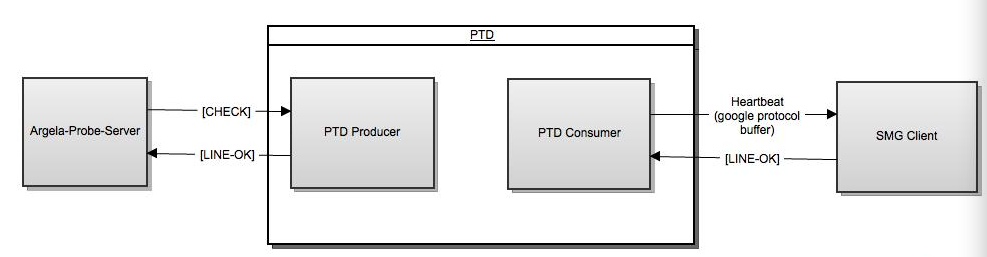 PTD
Argela-Probe-Server
[CHECK]
[LINE-OK]
PTD Producer
PTD Consumer
Heartbeat
(google protocol
buffer)
[LINE-OK]
SMG Client